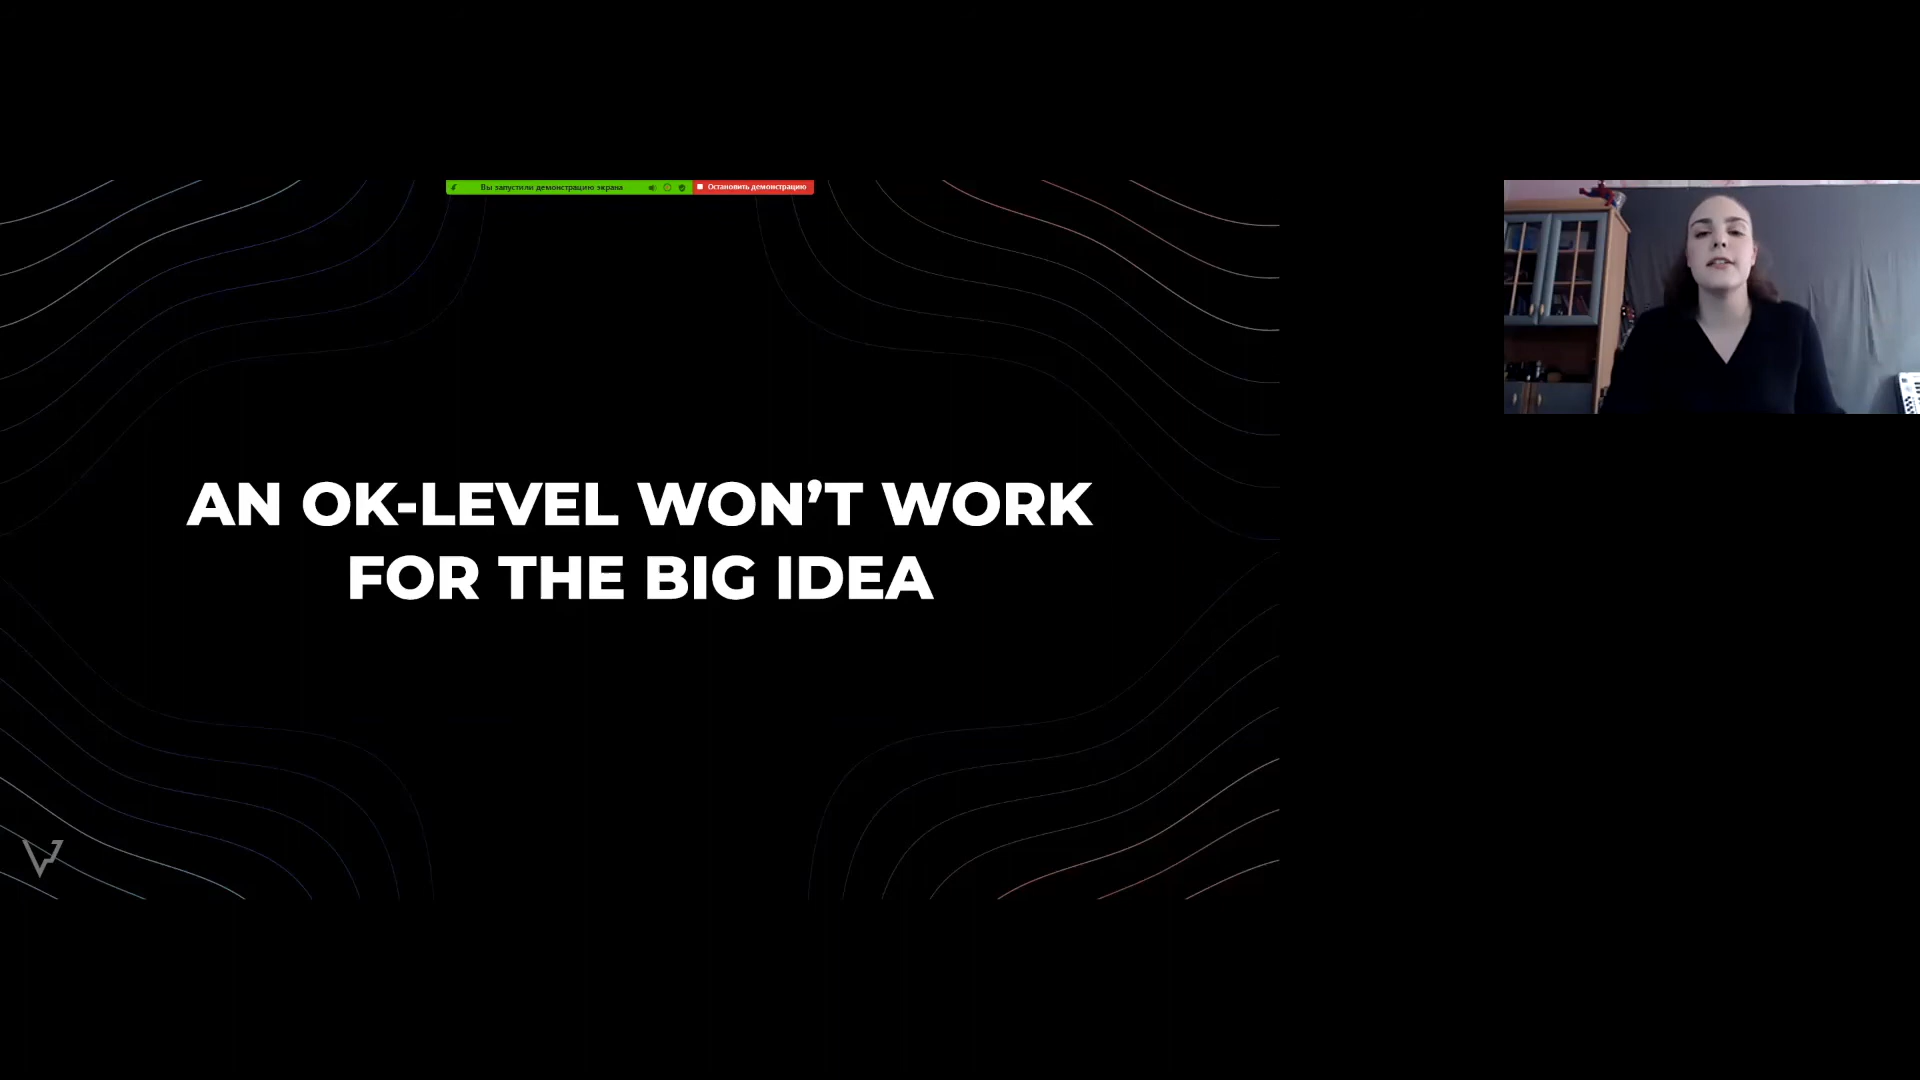 Вы запустили демонстрацию экрана
Остановить демонстрацию
AN OK-LEVEL WON’T WORK
FOR THE BIG IDEA